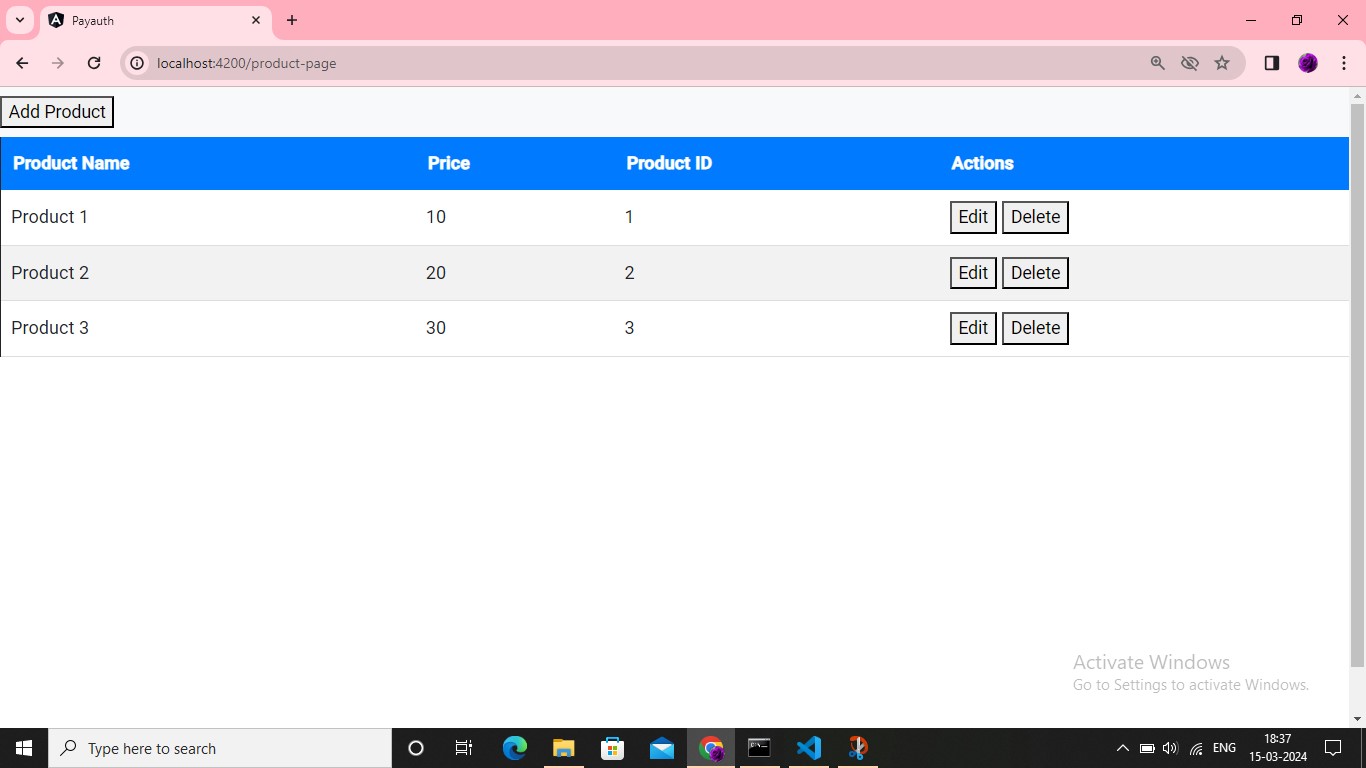 Payauth
localhost:4200/product-page
Add Product
Product Name Price Product ID Actions
Product 1 10 1 Edit Delete
Product 2 20 2 Edit Delete
Product 3 30 3 Edit Delete
Activate Windows
Go to Settings to activate Windows.
Type here to search
ENG
18:37
15-03-2024